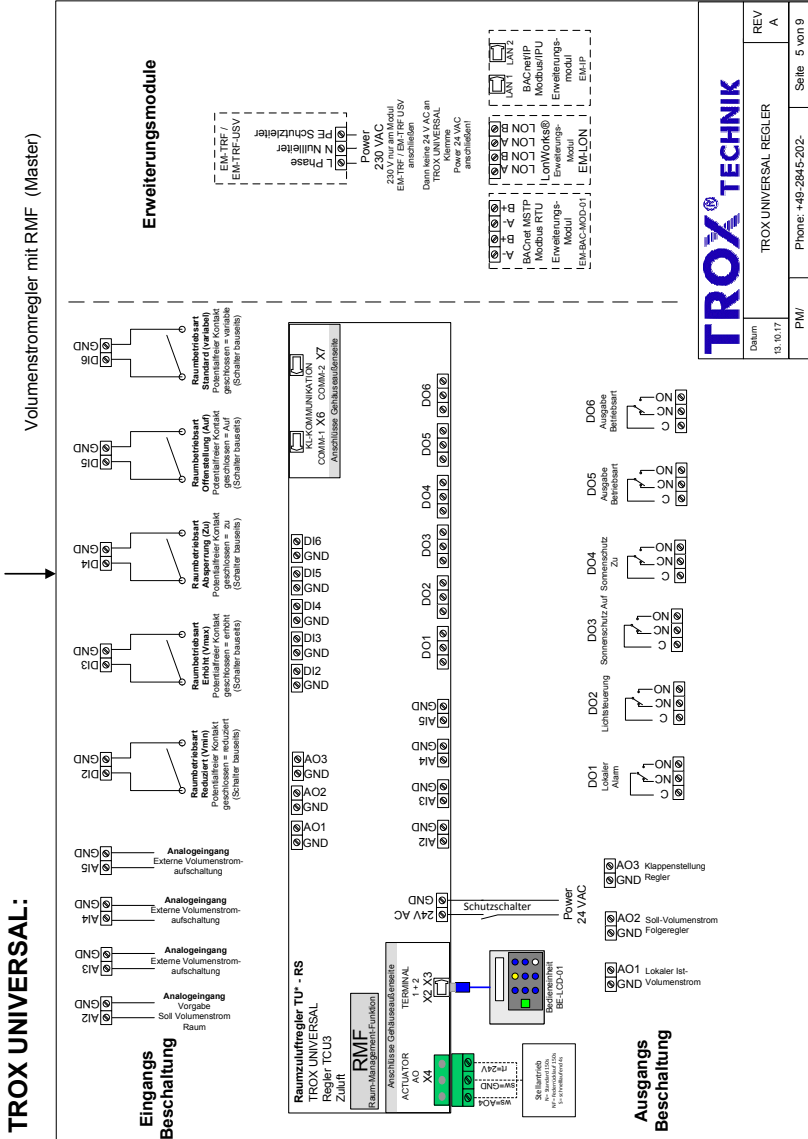 TROX UNIVERSAL:
Volumenstromregler mit RMF (Master)
Eingangs
Beschaltung
AI2
GND
Analogeingang
Vorgabe
Soll Volumenstrom
Raum
AI3
GND
Analogeingang
Externe Volumenstrom-
aufschaltung
AI4
GND
Analogeingang
Externe Volumenstrom-
aufschaltung
AI5
GND
Analogeingang
Externe Volumenstrom-
aufschaltung
DI2
GND
Raumbetriebsart
Reduziert (Vmin)
Potentialfreier Kontakt
geschlossen = reduziert
(Schalter bauseits)
DI3
GND
Raumbetriebsart
Erhöht (Vmax)
Potentialfreier Kontakt
geschlossen = erhöht
(Schalter bauseits)
DI4
GND
Raumbetriebsart
Absperrung (Zu)
Potentialfreier Kontakt
geschlossen = zu
(Schalter bauseits)
DI5
GND
Raumbetriebsart
Offenstellung (Auf)
Potentialfreier Kontakt
geschlossen = Auf
(Schalter bauseits)
DI6
GND
Raumbetriebsart
Standard (variabel)
Potentialfreier Kontakt
geschlossen = variable
(Schalter bauseits)
Erweiterungsmodule
EM-TRF /
EM-TRF-USV
L Phase
N Nullleiter
PE Schutzleiter
Power
230 VAC
230 V nur am Modul
EM-TRF / EM-TRF USV
anschließen
Dann keine 24 V AC an
TROX UNIVERSAL
Klemme
Power 24 VAC
anschließen!
A-
B+
A-
B+
BACnet MSTP
Modbus RTU
Erweiterungs-
Modul
EM-BAC-MOD-01
LON A
LON B
LON A
LON B
LonWorks®
Erweiterungs-
Modul
EM-LON
LAN 1
LAN 2
BACnet/IP
Modbus/IPU
Erweiterungs-
modul
EM-IP
Raumzuluftregler TU* - RS
TROX UNIVERSAL
Regler TCU3
Zuluft
RMF
Raum-Management-Funktion
Anschlüsse Gehäuseaußenseite
ACTUATOR
AO
X4
TERMINAL
1 + 2
X2 X3
AO1
GND
AO2
GND
AO3
GND
DI2
GND
DI3
GND
DI4
GND
DI5
GND
DI6
GND
KL-KOMMUNIKATION
COMM-1 X6 COMM-2 X7
Anschlüsse Gehäuseaußenseite
24V AC
GND
AI2
GND
AI3
GND
AI4
GND
AI5
GND
DO1
DO2
DO3
DO4
DO5
DO6
ws=AO4
sw=GND
rt=24V
Stellantrieb
Bedieneinheit
BE-LCD-01
Schutzschalter
Power
24 VAC
Ausgangs
Beschaltung
AO1 Lokaler Ist-
GND Volumenstrom
AO2 Soll-Volumenstrom
GND Folgeregler
AO3 Klappenstellung
GND Regler
DO1
Lokaler
Alarm
C
NC
NO
DO2
Lichtsteuerung
C
NC
NO
DO3
Sonnenschutz Auf
C
NC
NO
DO4
Sonnenschutz
Zu
C
NC
NO
DO5
Ausgabe
Betriebsart
C
NC
NO
DO6
Ausgabe
Betriebsart
C
NC
NO
TROX® TECHNIK
Datum
13.10.17
TROX UNIVERSAL REGLER
REV
A
PM/
Phone: +49-2845-202-
Seite 5 von 9